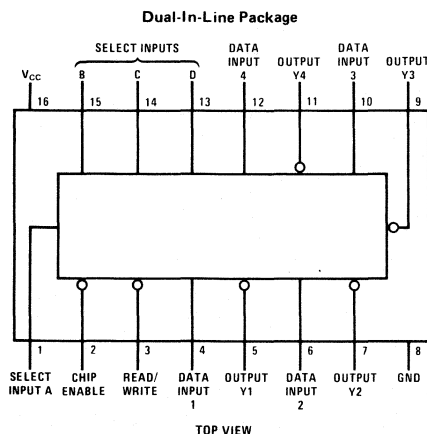 Dual-In-Line Package
SELECT INPUTS
DATA INPUT 4
OUTPUT Y4
DATA INPUT 3
OUTPUT Y3
VCC
B
C
D
16
15
14
13
12
11
10
9
1
2
3
4
5
6
7
8
SELECT INPUT A
CHIP ENABLE
READ/ WRITE
DATA INPUT 1
OUTPUT Y1
DATA INPUT 2
OUTPUT Y2
GND
TOP VIEW